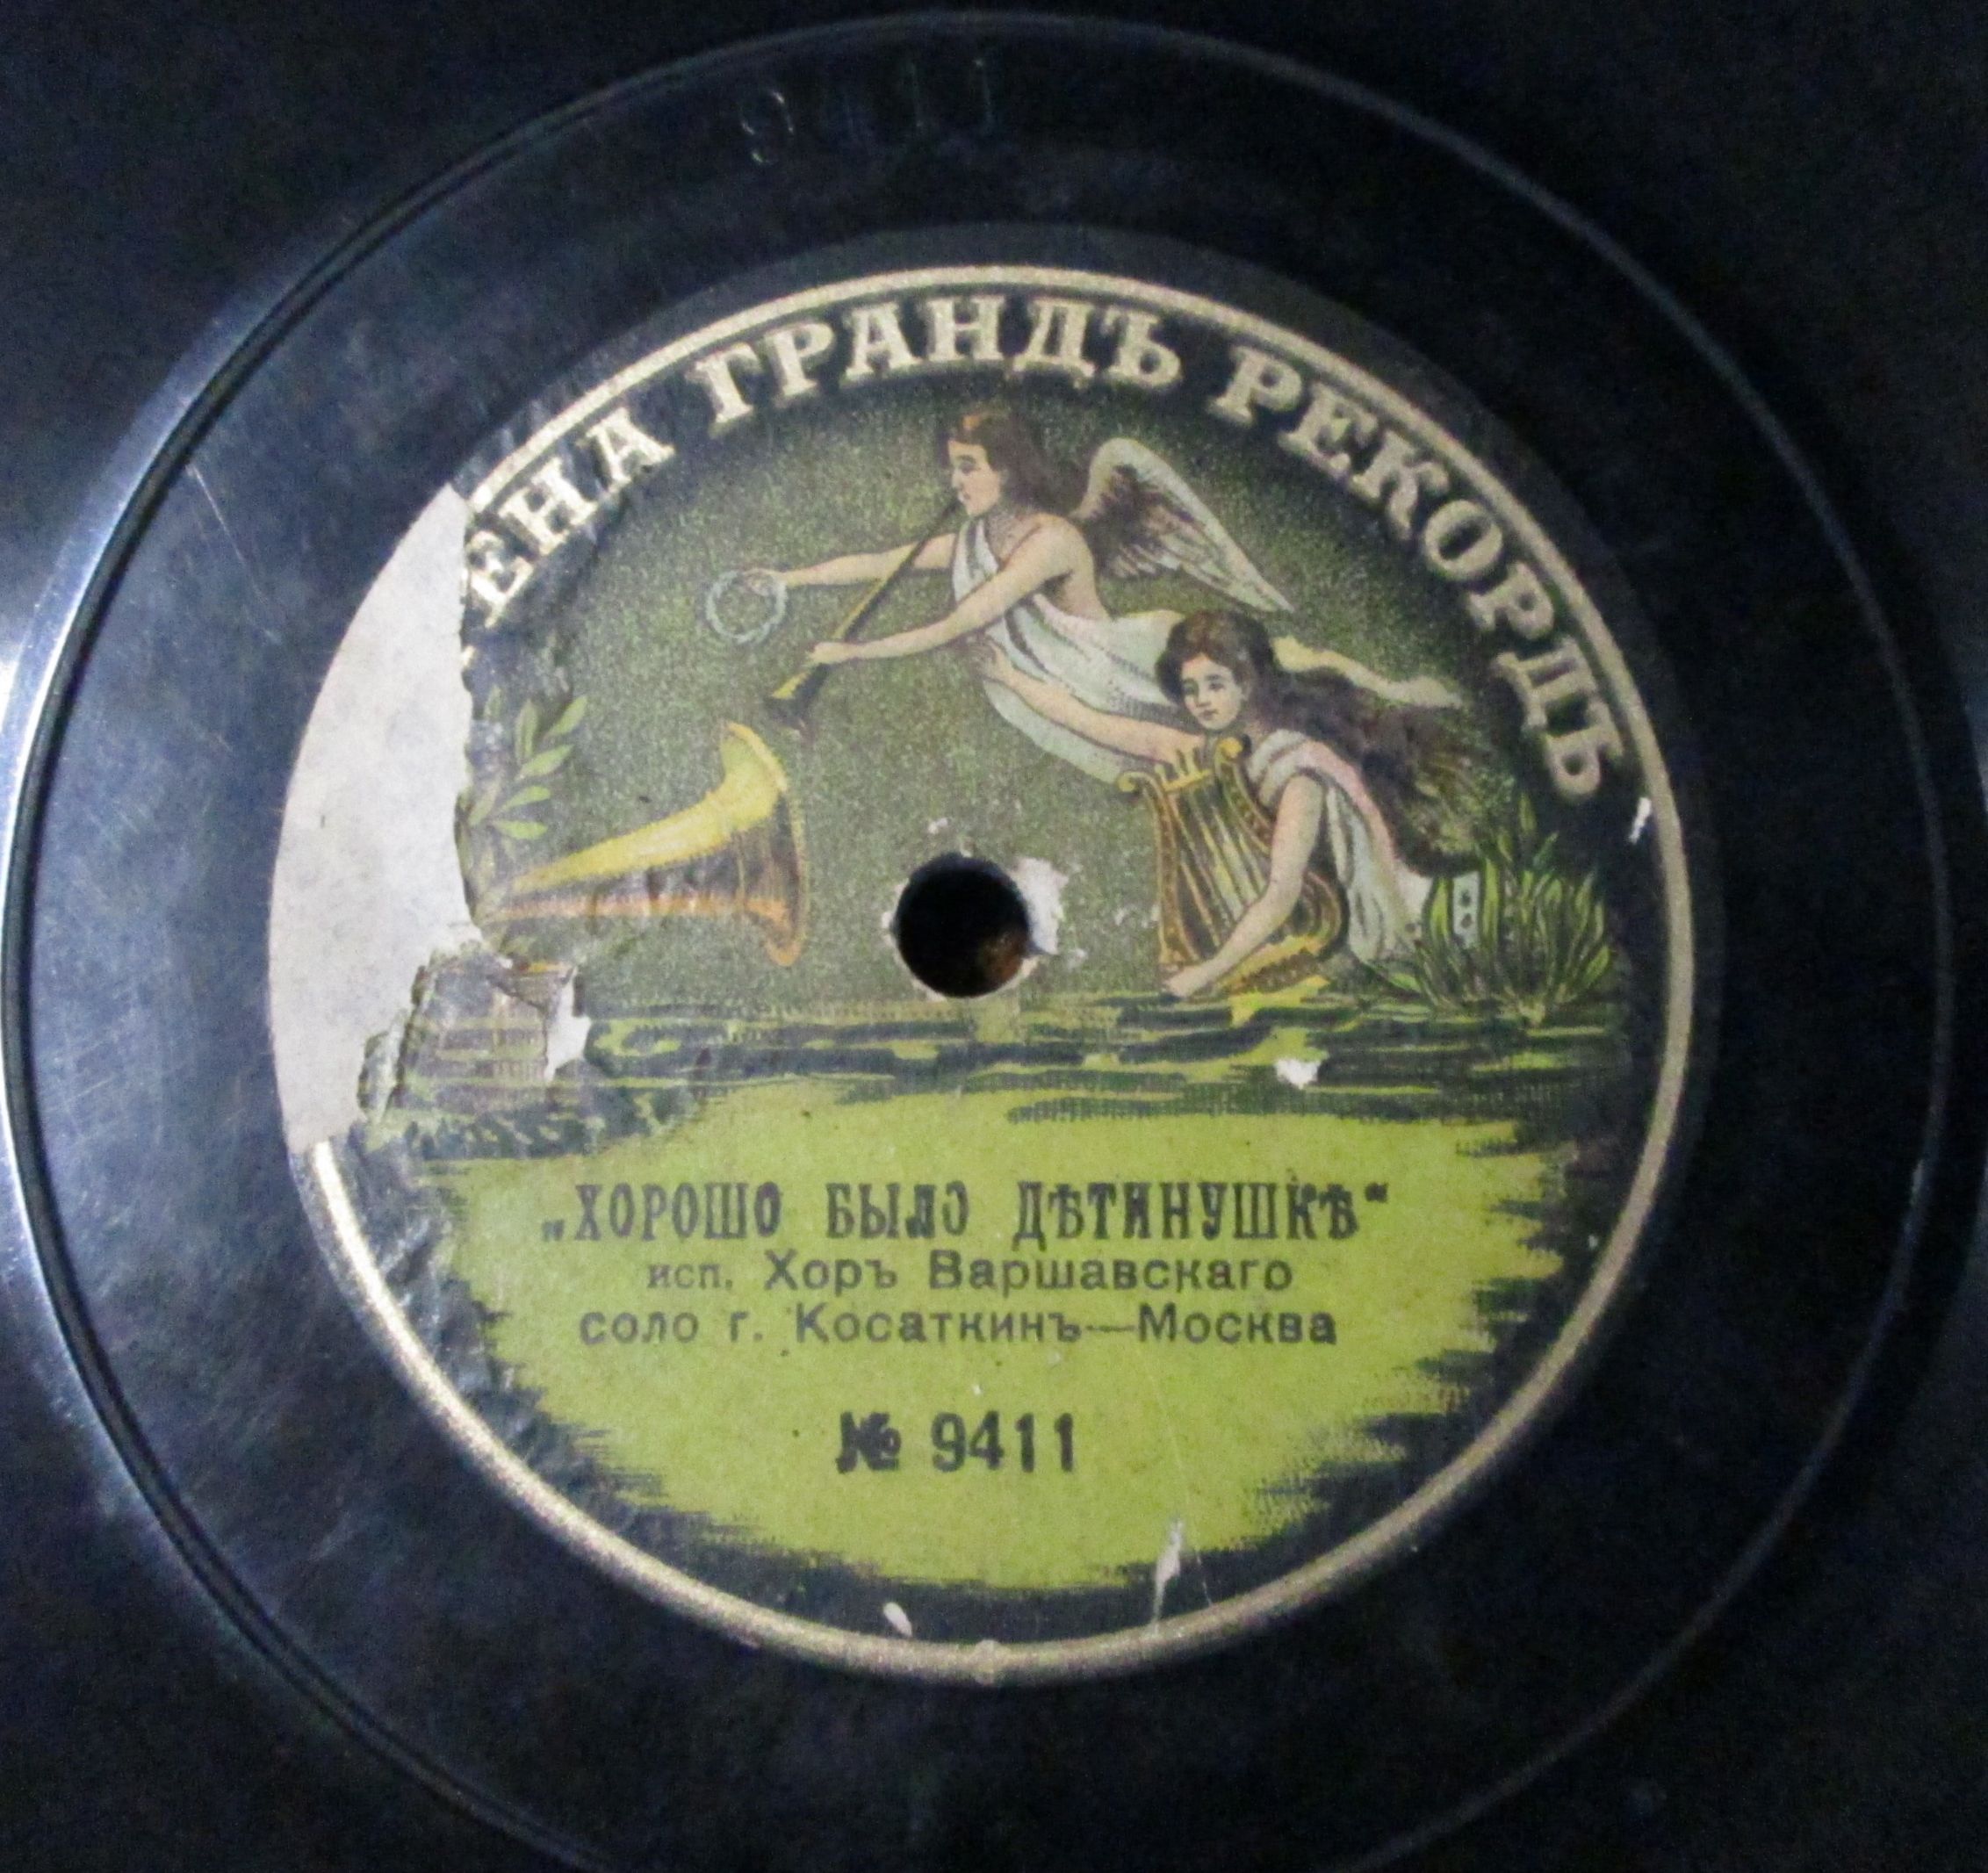 9411
ЕНА ГРАНДЪ РЕКОРДЪ
„ХОРОШО БЫЛО ДѢТИНУШКѢ“
исп. Хоръ Варшавскаго
соло г. Косаткинъ—Москва
№ 9411